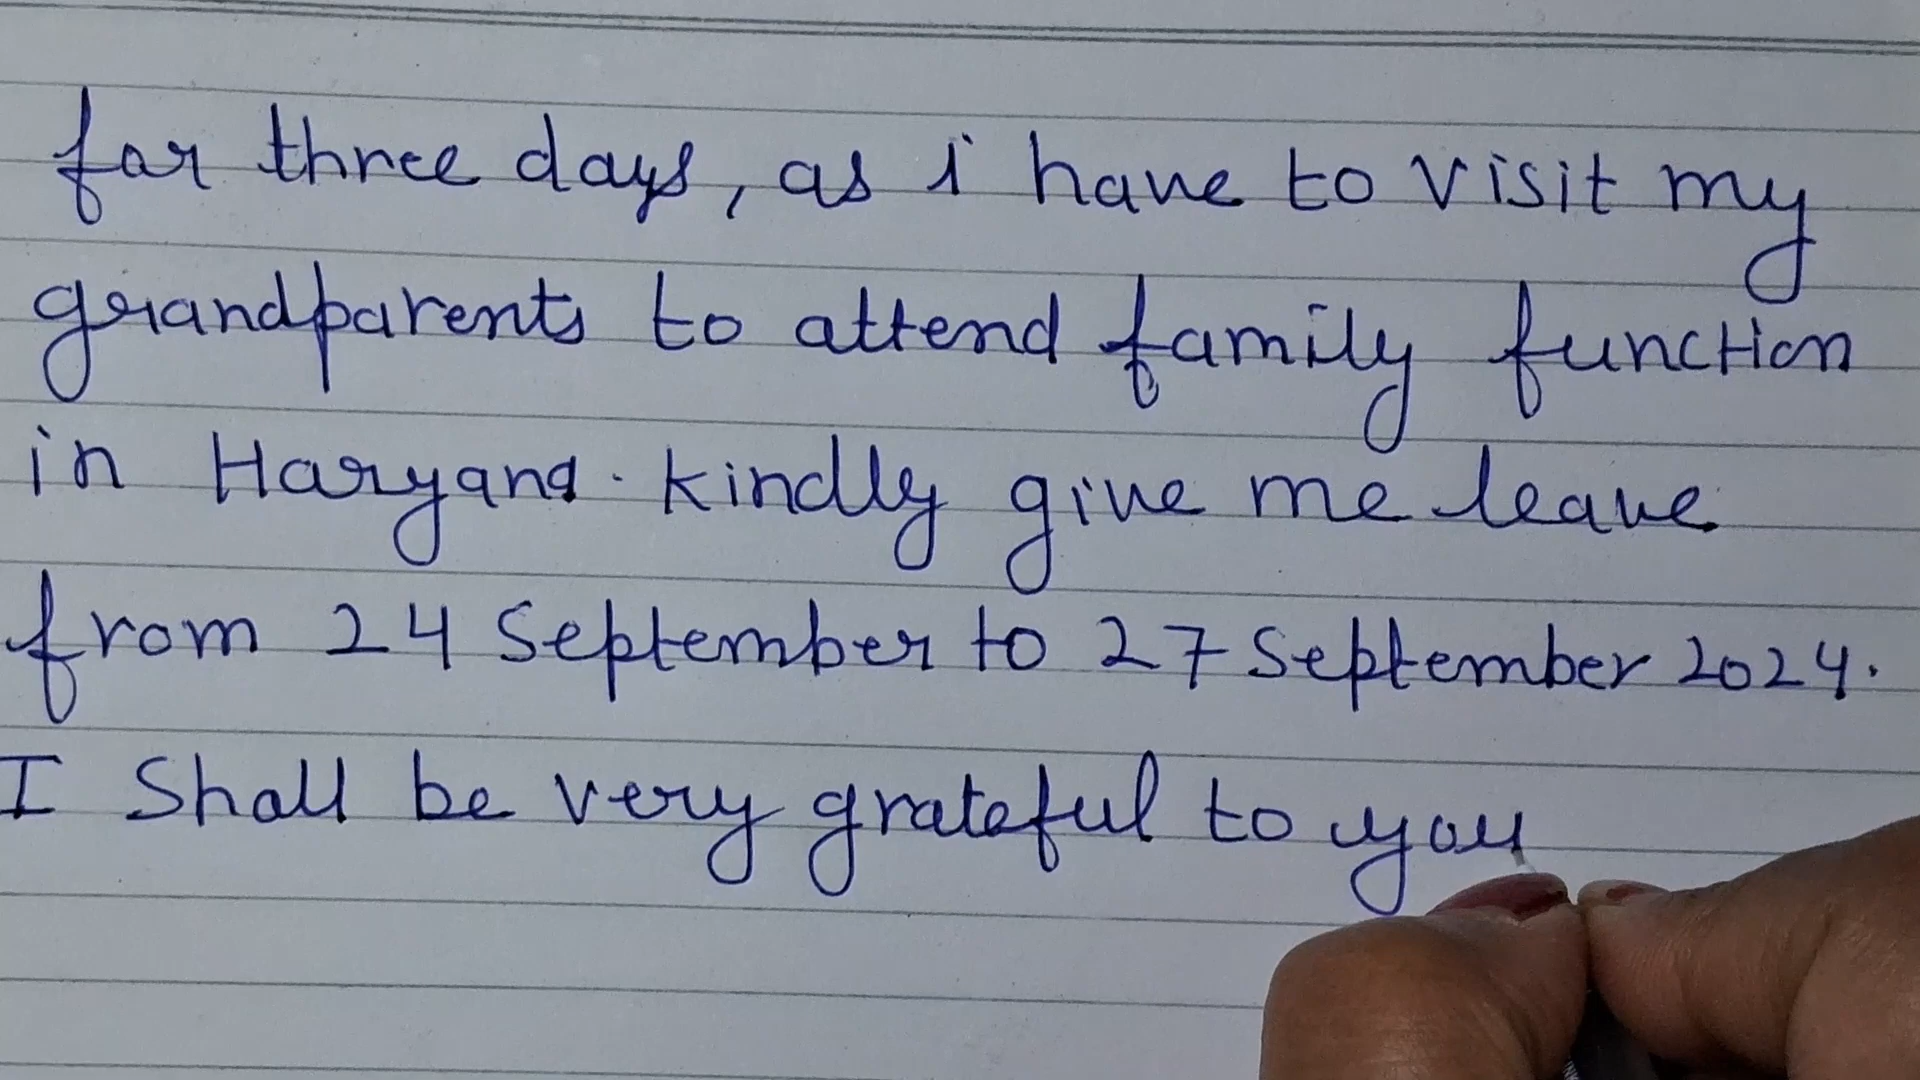 for three days, as i have to visit my
grandparents to attend family function
in Haryana. Kindly give me leave
from 24 September to 27 September 2024.
I Shall be very grateful to you